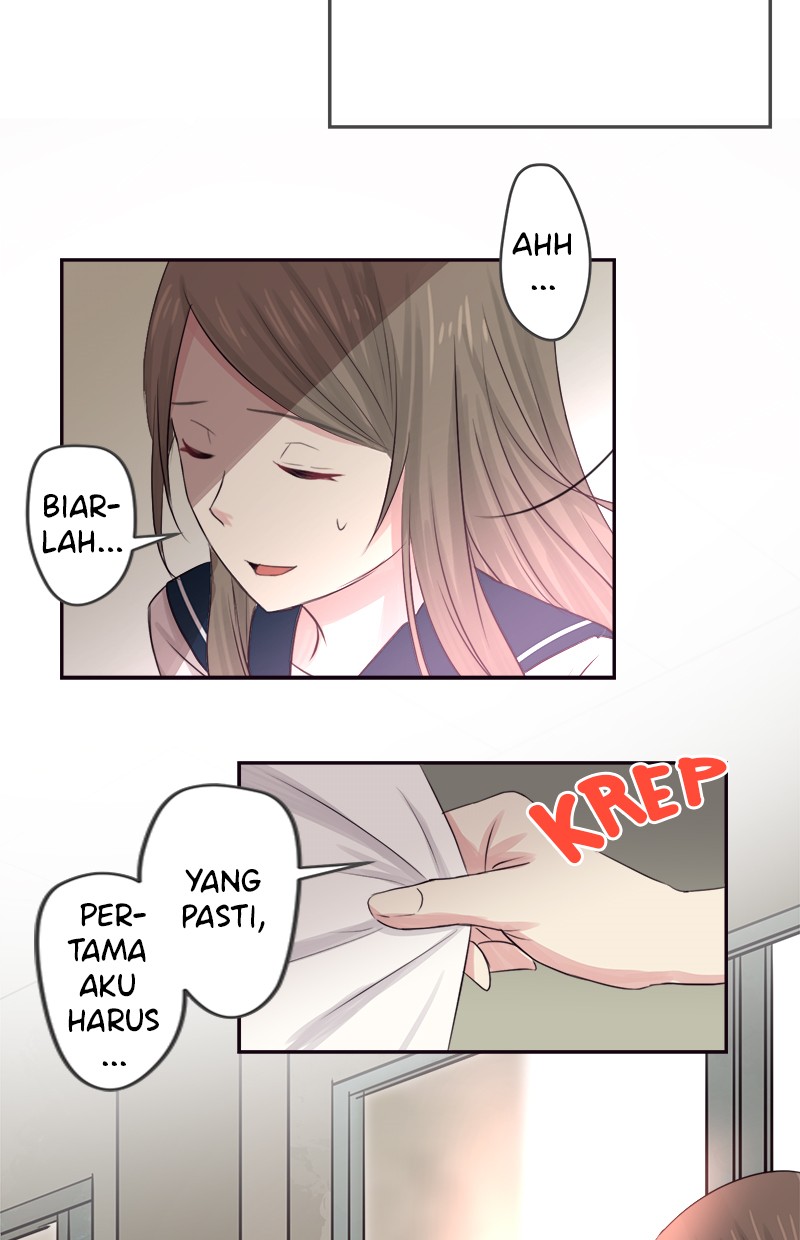 AHH
...
BIAR-
LAH...
KREP
YANG
PASTI,
PER-
TAMA
AKU
HARUS
...